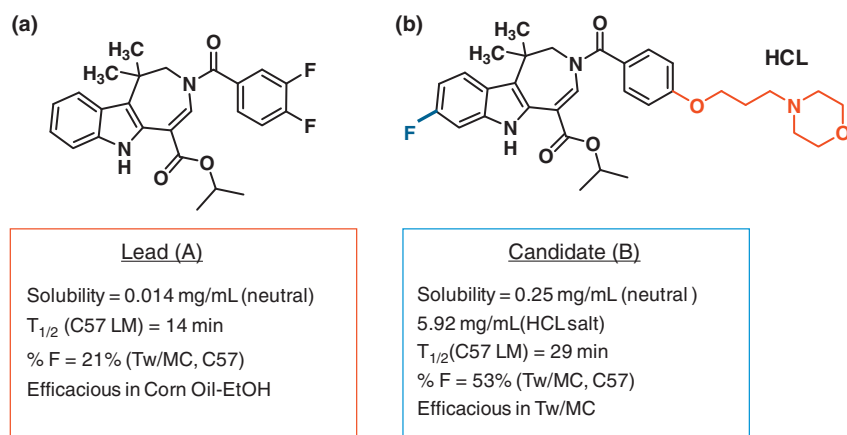 (a)
H₃C
CH₃
O
N
F
F
N
H
O
O
(b)
H₃C
CH₃
O
N
HCL
O
N
O
F
N
H
O
O
Lead (A)
Solubility = 0.014 mg/mL (neutral)
T₁/₂ (C57 LM) = 14 min
% F = 21% (Tw/MC, C57)
Efficacious in Corn Oil-EtOH
Candidate (B)
Solubility = 0.25 mg/mL (neutral)
5.92 mg/mL(HCL salt)
T₁/₂(C57 LM) = 29 min
% F = 53% (Tw/MC, C57)
Efficacious in Tw/MC